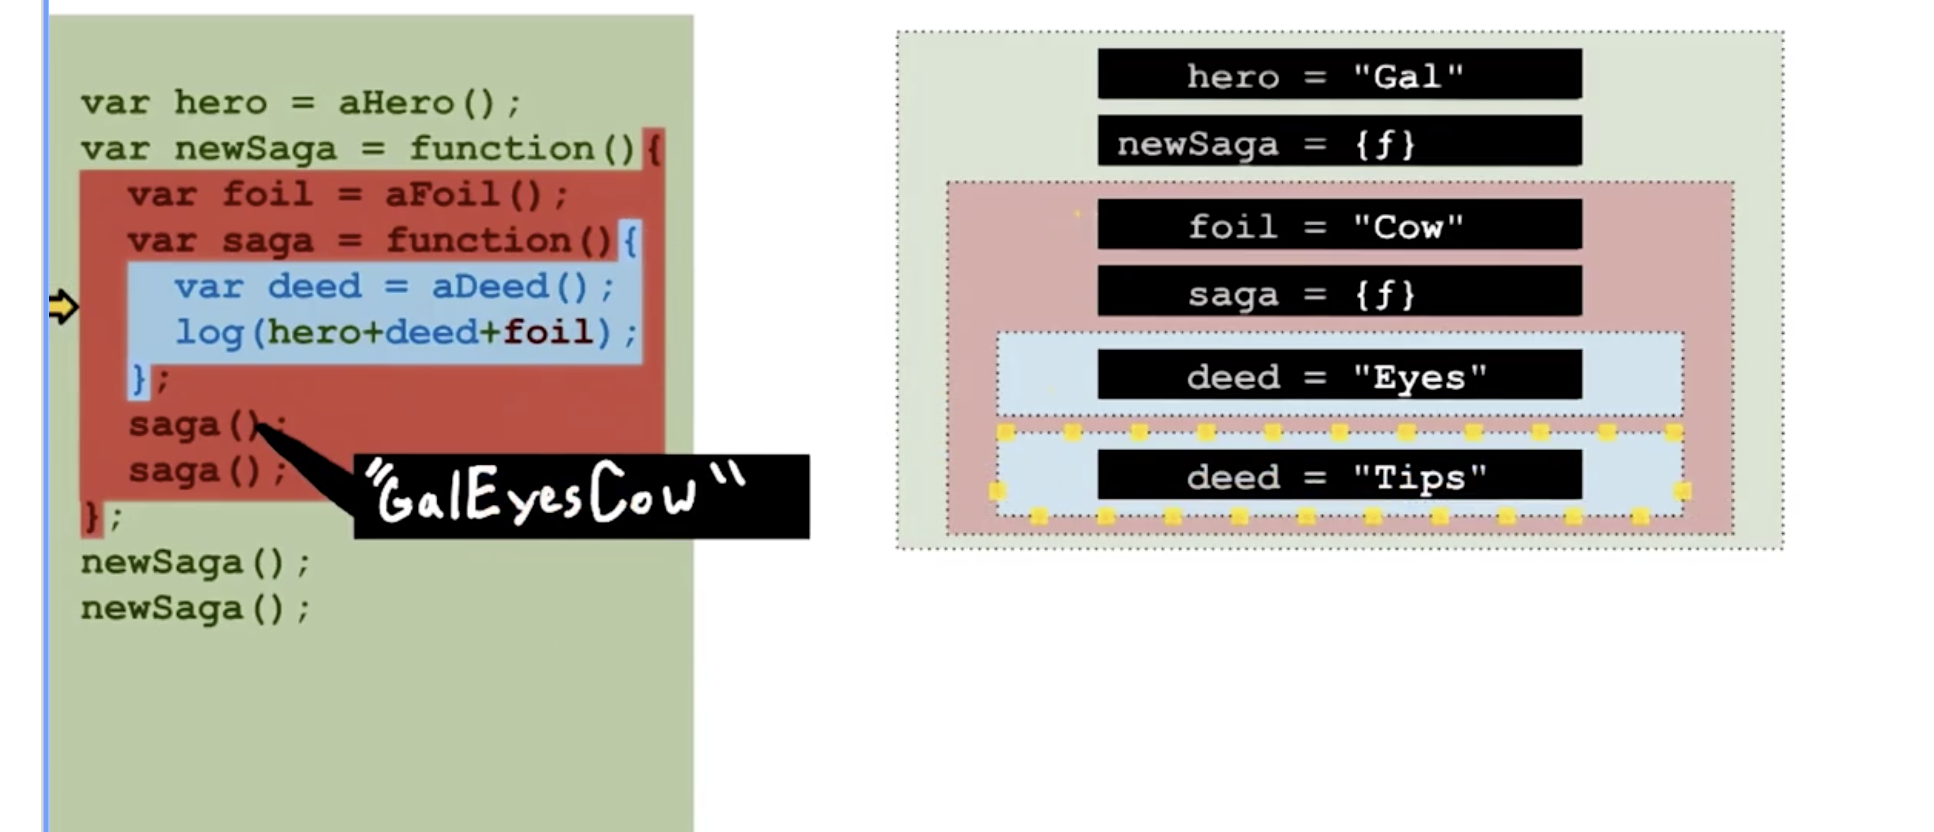 var hero = aHero();
var newSaga = function(){
var foil = aFoil();
var saga = function(){
var deed = aDeed();
log(hero+deed+foil);
};
saga();
saga();
};
newSaga();
newSaga();
"GalEyesCow"
hero = "Gal"
newSaga = {ƒ}
foil = "Cow"
saga = {ƒ}
deed = "Eyes"
deed = "Tips"